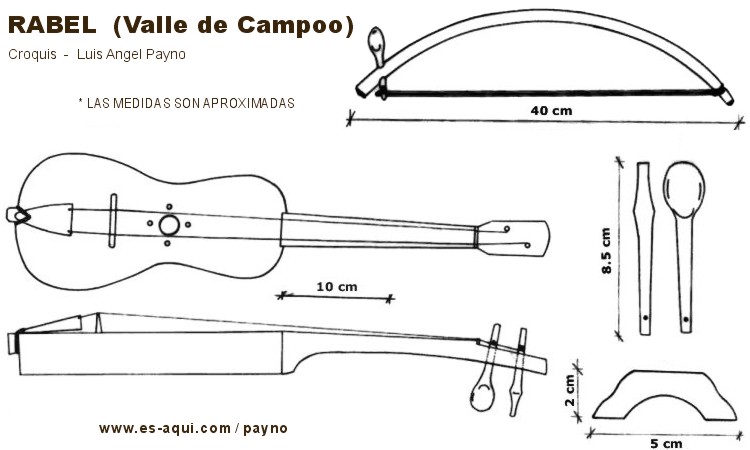 RABEL (Valle de Campoo)
Croquis - Luis Angel Payno
* LAS MEDIDAS SON APROXIMADAS
40 cm
8.5 cm
10 cm
2 cm
5 cm
www.es-aqui.com / payno